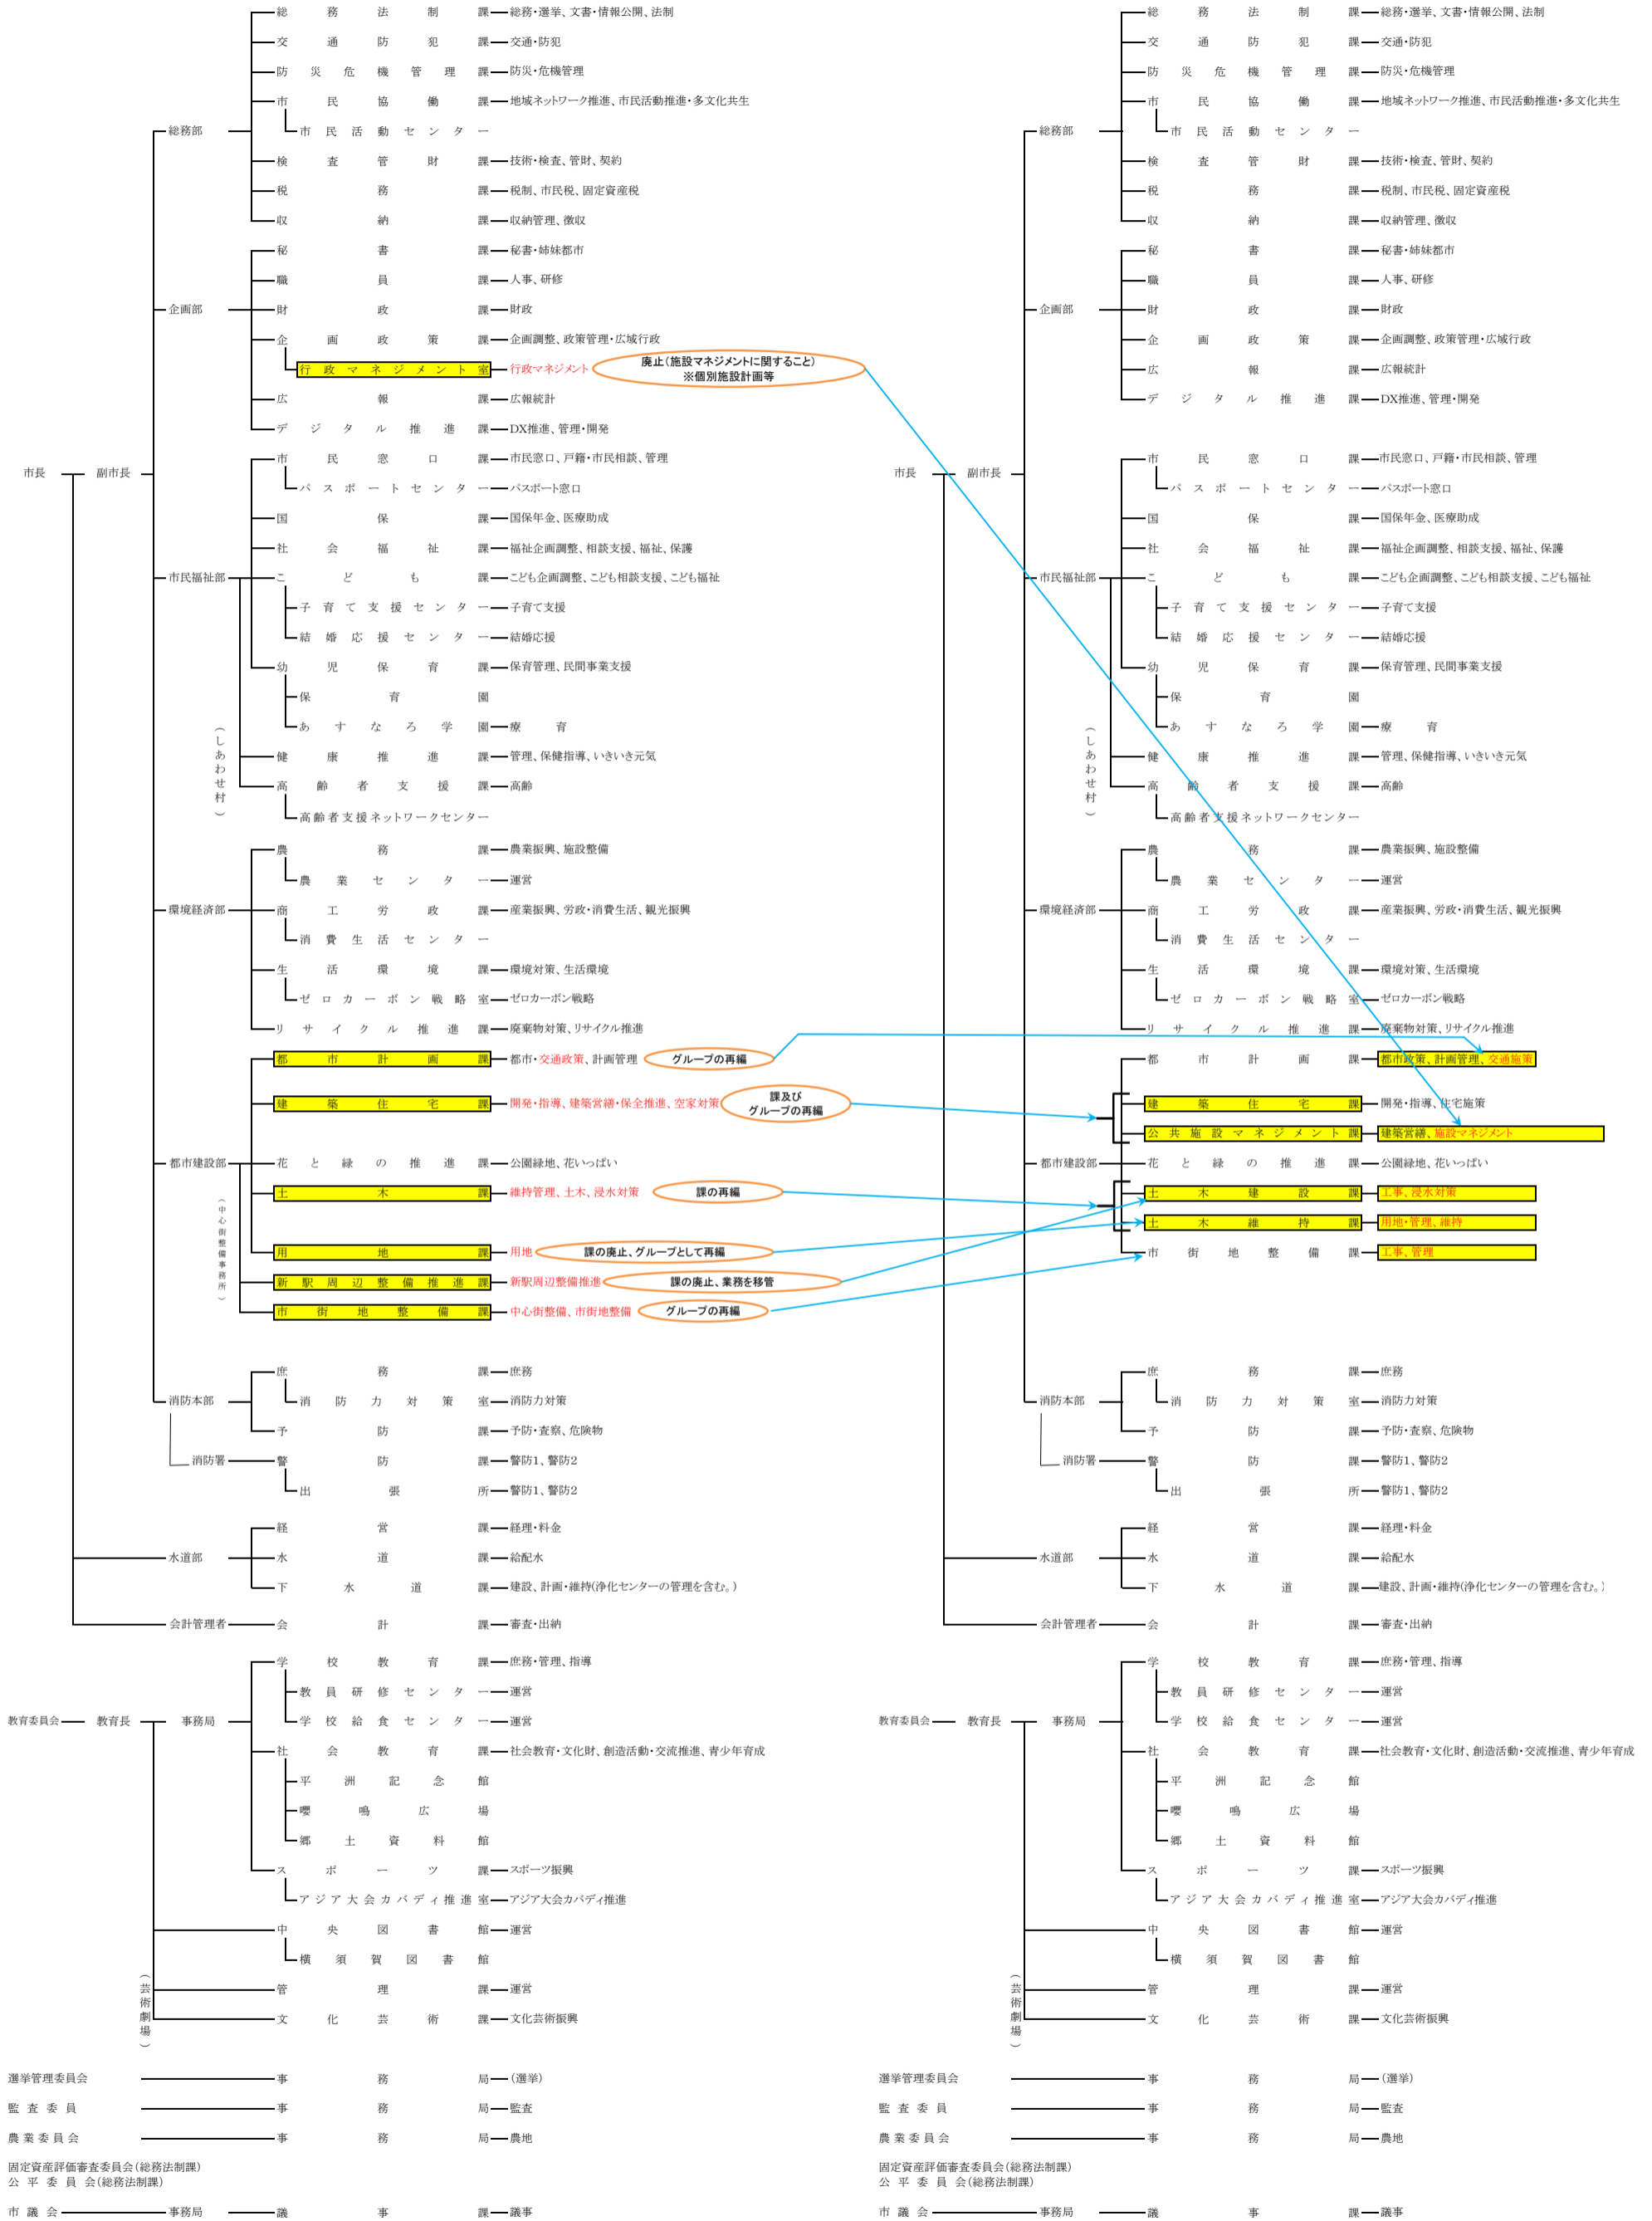 総務法制課 総務・選挙、文書・情報公開、法制
交通防犯課 交通・防犯
防災危機管理課 防災・危機管理
市民協働課 地域ネットワーク推進、市民活動推進・多文化共生
総務部 市民活動センター
検査管財課 技術・検査、管財、契約
税務課 税制、市民税、固定資産税
収納課 収納管理、徴収
秘書課 秘書・姉妹都市
職員課 人事、研修
企画部 財政課 財政
企画政策課 企画調整、政策管理・広域行政
行政マネジメント室 行政マネジメント
廃止(施設マネジメントに関すること)
※個別施設計画等
広報課 広報統計
デジタル推進課 DX推進、管理・開発
市民窓口課 市民窓口、戸籍・市民相談、管理
市長 副市長
パスポートセンター パスポート窓口
国保課 国保年金、医療助成
社会福祉課 福祉企画調整、相談支援、福祉、保護
市民福祉部 こども課 こども企画調整、こども相談支援、こども福祉
子育て支援センター 子育て支援
結婚応援センター 結婚応援
幼児保育課 保育管理、民間事業支援
保育園
あすなろ学園 療育
(しあわせ村)
健康推進課 管理、保健指導、いきいき元気
高齢者支援課 高齢
高齢者支援ネットワークセンター
農務課 農業振興、施設整備
農業センター 運営
環境経済部 商工労政課 産業振興、労政・消費生活、観光振興
消費生活センター
生活環境課 環境対策、生活環境
ゼロカーボン戦略室 ゼロカーボン戦略
リサイクル推進課 廃棄物対策、リサイクル推進
都市計画課 都市・交通政策、計画管理 グループの再編
建築住宅課 開発・指導、建築営繕・保全推進、空家対策
課及び
グループの再編
都市建設部 花と緑の推進課 公園緑地、花いっぱい
土木課 維持管理、土木、浸水対策 課の再編
(中心街整備事務所)
用地課 用地 課の廃止、グループとして再編
新駅周辺整備推進課 新駅周辺整備推進 課の廃止、業務を移管
市街地整備課 中心街整備、市街地整備 グループの再編
庶務課 庶務
消防本部 消防力対策室 消防力対策
予防課 予防・査察、危険物
消防署 警防課 警防1、警防2
出張所 警防1、警防2
経営課 経理・料金
水道部 水道課 給配水
下水道課 建設、計画・維持(浄化センターの管理を含む。)
会計管理者 会計課 審査・出納
学校教育課 庶務・管理、指導
教員研修センター 運営
教育委員会 教育長 事務局 学校給食センター 運営
社会教育課 社会教育・文化財、創造活動・交流推進、青少年育成
平洲記念館
嚶鳴広場
郷土資料館
スポーツ課 スポーツ振興
アジア大会カバディ推進室 アジア大会カバディ推進
中央図書館 運営
横須賀図書館
(芸術劇場)
管理課 運営
文化芸術課 文化芸術振興
選挙管理委員会 事務局 (選挙)
監査委員 事務局 監査
農業委員会 事務局 農地
固定資産評価審査委員会(総務法制課)
公平委員会(総務法制課)
市議会 事務局 議事課 議事
総務法制課 総務・選挙、文書・情報公開、法制
交通防犯課 交通・防犯
防災危機管理課 防災・危機管理
市民協働課 地域ネットワーク推進、市民活動推進・多文化共生
総務部 市民活動センター
検査管財課 技術・検査、管財、契約
税務課 税制、市民税、固定資産税
収納課 収納管理、徴収
秘書課 秘書・姉妹都市
職員課 人事、研修
企画部 財政課 財政
企画政策課 企画調整、政策管理・広域行政
広報課 広報統計
デジタル推進課 DX推進、管理・開発
市民窓口課 市民窓口、戸籍・市民相談、管理
市長 副市長
パスポートセンター パスポート窓口
国保課 国保年金、医療助成
社会福祉課 福祉企画調整、相談支援、福祉、保護
市民福祉部 こども課 こども企画調整、こども相談支援、こども福祉
子育て支援センター 子育て支援
結婚応援センター 結婚応援
幼児保育課 保育管理、民間事業支援
保育園
あすなろ学園 療育
(しあわせ村)
健康推進課 管理、保健指導、いきいき元気
高齢者支援課 高齢
高齢者支援ネットワークセンター
農務課 農業振興、施設整備
農業センター 運営
環境経済部 商工労政課 産業振興、労政・消費生活、観光振興
消費生活センター
生活環境課 環境対策、生活環境
ゼロカーボン戦略室 ゼロカーボン戦略
リサイクル推進課 廃棄物対策、リサイクル推進
都市計画課 都市政策、計画管理、交通施策
建築住宅課 開発・指導、住宅施策
公共施設マネジメント課 建築営繕、施設マネジメント
都市建設部 花と緑の推進課 公園緑地、花いっぱい
土木建設課 工事、浸水対策
土木維持課 用地・管理、維持
市街地整備課 工事、管理
庶務課 庶務
消防本部 消防力対策室 消防力対策
予防課 予防・査察、危険物
消防署 警防課 警防1、警防2
出張所 警防1、警防2
経営課 経理・料金
水道部 水道課 給配水
下水道課 建設、計画・維持(浄化センターの管理を含む。)
会計管理者 会計課 審査・出納
学校教育課 庶務・管理、指導
教員研修センター 運営
教育委員会 教育長 事務局 学校給食センター 運営
社会教育課 社会教育・文化財、創造活動・交流推進、青少年育成
平洲記念館
嚶鳴広場
郷土資料館
スポーツ課 スポーツ振興
アジア大会カバディ推進室 アジア大会カバディ推進
中央図書館 運営
横須賀図書館
(芸術劇場)
管理課 運営
文化芸術課 文化芸術振興
選挙管理委員会 事務局 (選挙)
監査委員 事務局 監査
農業委員会 事務局 農地
固定資産評価審査委員会(総務法制課)
公平委員会(総務法制課)
市議会 事務局 議事課 議事